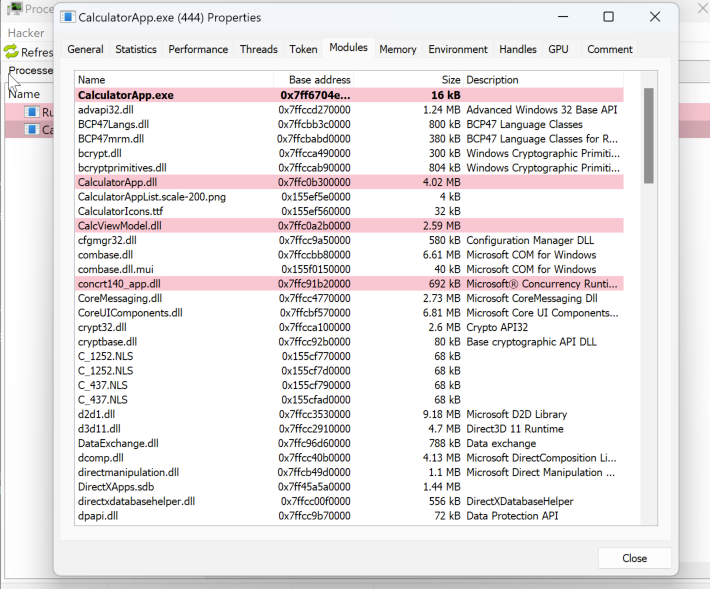 CalculatorApp.exe (444) Properties
Hacker
Refres
Processe
Name
General Statistics Performance Threads Token Modules Memory Environment Handles GPU Comment
Name Base address Size Description
CalculatorApp.exe 0x7ff6704e... 16 kB
advapi32.dll 0x7ffccd270000 1.24 MB Advanced Windows 32 Base API
BCP47Langs.dll 0x7ffcbb3c0000 800 kB BCP47 Language Classes
BCP47mrm.dll 0x7ffcbabd0000 380 kB BCP47 Language Classes for R...
bcrypt.dll 0x7ffcca490000 300 kB Windows Cryptographic Primiti...
bcryptprimitives.dll 0x7ffccab90000 804 kB Windows Cryptographic Primiti...
CalculatorApp.dll 0x7ffc0b300000 4.02 MB
CalculatorAppList.scale-200.png 0x155ef5e0000 4 kB
CalculatorIcons.ttf 0x155ef560000 32 kB
CalcViewModel.dll 0x7ffc0a2b0000 2.59 MB
cfgmgr32.dll 0x7ffcc9a50000 580 kB Configuration Manager DLL
combase.dll 0x7ffccbb80000 6.61 MB Microsoft COM for Windows
combase.dll.mui 0x155f0150000 40 kB Microsoft COM for Windows
concrt140_app.dll 0x7ffc91b20000 692 kB Microsoft® Concurrency Runti...
CoreMessaging.dll 0x7ffcc4770000 2.73 MB Microsoft CoreMessaging Dll
CoreUIComponents.dll 0x7ffcbf570000 6.81 MB Microsoft Core UI Components...
crypt32.dll 0x7ffcca100000 2.6 MB Crypto API32
cryptbase.dll 0x7ffcc92b0000 80 kB Base cryptographic API DLL
C_1252.NLS 0x155cf770000 68 kB
C_1252.NLS 0x155cf7d0000 68 kB
C_437.NLS 0x155cf790000 68 kB
C_437.NLS 0x155cfad0000 68 kB
d2d1.dll 0x7ffcc3530000 9.18 MB Microsoft D2D Library
d3d11.dll 0x7ffcc2910000 4.7 MB Direct3D 11 Runtime
DataExchange.dll 0x7ffc96d60000 788 kB Data exchange
dcomp.dll 0x7ffcc40b0000 4.13 MB Microsoft DirectComposition Li...
directmanipulation.dll 0x7ffcb49d0000 1.1 MB Microsoft Direct Manipulation ...
DirectXApps.sdb 0x7ff45a5a0000 1.44 MB
directxdatabasehelper.dll 0x7ffcc00f0000 556 kB DirectXDatabaseHelper
dpapi.dll 0x7ffcc9b70000 72 kB Data Protection API
Close